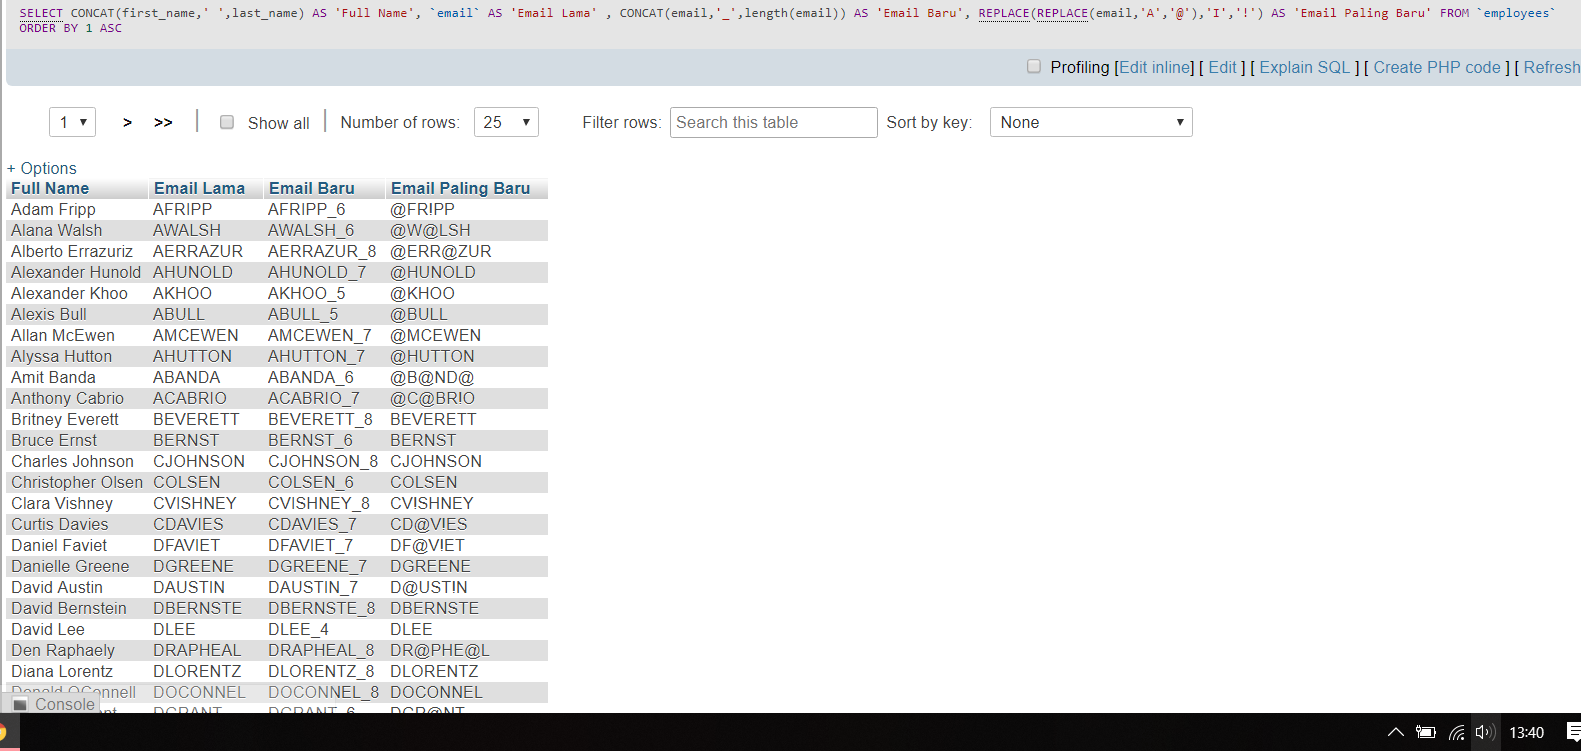 SELECT CONCAT(first_name,' ',last_name) AS 'Full Name', `email` AS 'Email Lama' , CONCAT(email,'_',length(email)) AS 'Email Baru', REPLACE(REPLACE(email,'A','@'),'I','!') AS 'Email Paling Baru' FROM `employees`
ORDER BY 1 ASC
Profiling [Edit inline] [ Edit ] [ Explain SQL ] [ Create PHP code ] [ Refresh
1 > >> Show all Number of rows: 25 Filter rows: Search this table Sort by key: None
+ Options
Full Name Email Lama Email Baru Email Paling Baru
Adam Fripp AFRIPP AFRIPP_6 @FR!PP
Alana Walsh AWALSH AWALSH_6 @W@LSH
Alberto Errazuriz AERRAZUR AERRAZUR_8 @ERR@ZUR
Alexander Hunold AHUNOLD AHUNOLD_7 @HUNOLD
Alexander Khoo AKHOO AKHOO_5 @KHOO
Alexis Bull ABULL ABULL_5 @BULL
Allan McEwen AMCEWEN AMCEWEN_7 @MCEWEN
Alyssa Hutton AHUTTON AHUTTON_7 @HUTTON
Amit Banda ABANDA ABANDA_6 @B@ND@
Anthony Cabrio ACABRIO ACABRIO_7 @C@BR!O
Britney Everett BEVERETT BEVERETT_8 BEVERETT
Bruce Ernst BERNST BERNST_6 BERNST
Charles Johnson CJOHNSON CJOHNSON_8 CJOHNSON
Christopher Olsen COLSEN COLSEN_6 COLSEN
Clara Vishney CVISHNEY CVISHNEY_8 CV!SHNEY
Curtis Davies CDAVIES CDAVIES_7 CD@V!ES
Daniel Faviet DFAVIET DFAVIET_7 DF@V!ET
Danielle Greene DGREENE DGREENE_7 DGREENE
David Austin DAUSTIN DAUSTIN_7 D@UST!N
David Bernstein DBERNSTE DBERNSTE_8 DBERNSTE
David Lee DLEE DLEE_4 DLEE
Den Raphaely DRAPHEAL DRAPHEAL_8 DR@PHE@L
Diana Lorentz DLORENTZ DLORENTZ_8 DLORENTZ
Donald OConnell DOCONNEL DOCONNEL_8 DOCONNEL
Console
DGRANT DGRANT_6 DGR@NT
13:40